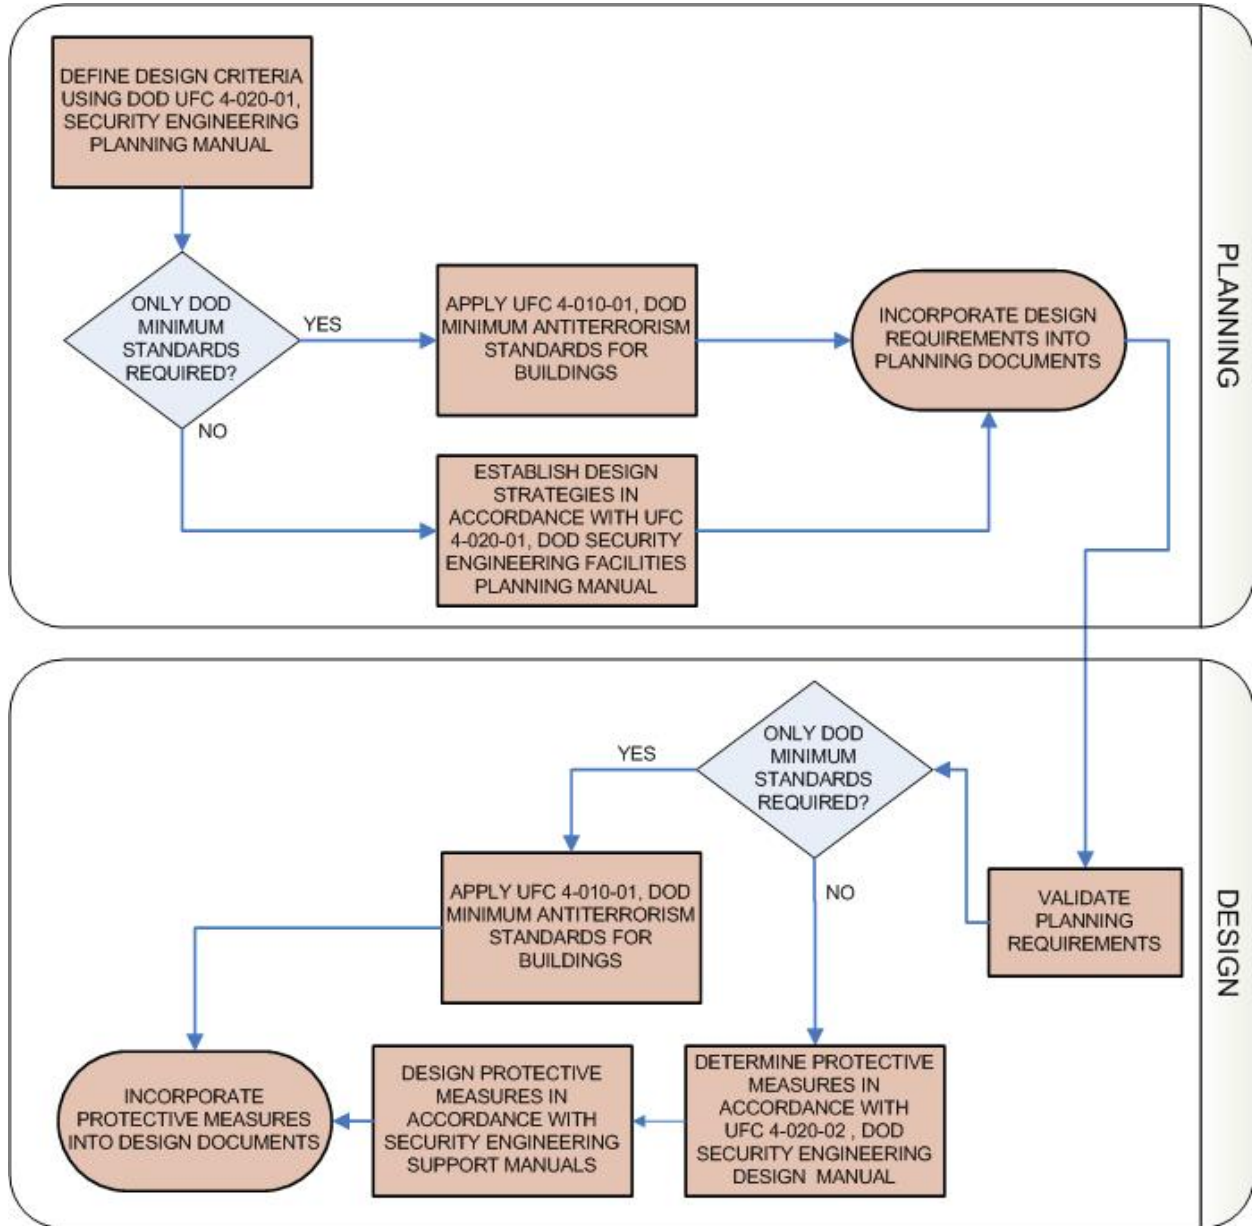 DEFINE DESIGN CRITERIA
USING DOD UFC 4-020-01,
SECURITY ENGINEERING
PLANNING MANUAL
ONLY DOD
MINIMUM
STANDARDS
REQUIRED?
YES
NO
APPLY UFC 4-010-01, DOD
MINIMUM ANTITERRORISM
STANDARDS FOR
BUILDINGS
ESTABLISH DESIGN
STRATEGIES IN
ACCORDANCE WITH UFC
4-020-01, DOD SECURITY
ENGINEERING FACILITIES
PLANNING MANUAL
INCORPORATE DESIGN
REQUIREMENTS INTO
PLANNING DOCUMENTS
PLANNING
VALIDATE
PLANNING
REQUIREMENTS
ONLY DOD
MINIMUM
STANDARDS
REQUIRED?
YES
NO
APPLY UFC 4-010-01, DOD
MINIMUM ANTITERRORISM
STANDARDS FOR
BUILDINGS
DETERMINE PROTECTIVE
MEASURES IN
ACCORDANCE WITH
UFC 4-020-02 , DOD
SECURITY ENGINEERING
DESIGN MANUAL
DESIGN PROTECTIVE
MEASURES IN
ACCORDANCE WITH
SECURITY ENGINEERING
SUPPORT MANUALS
INCORPORATE
PROTECTIVE MEASURES
INTO DESIGN DOCUMENTS
DESIGN